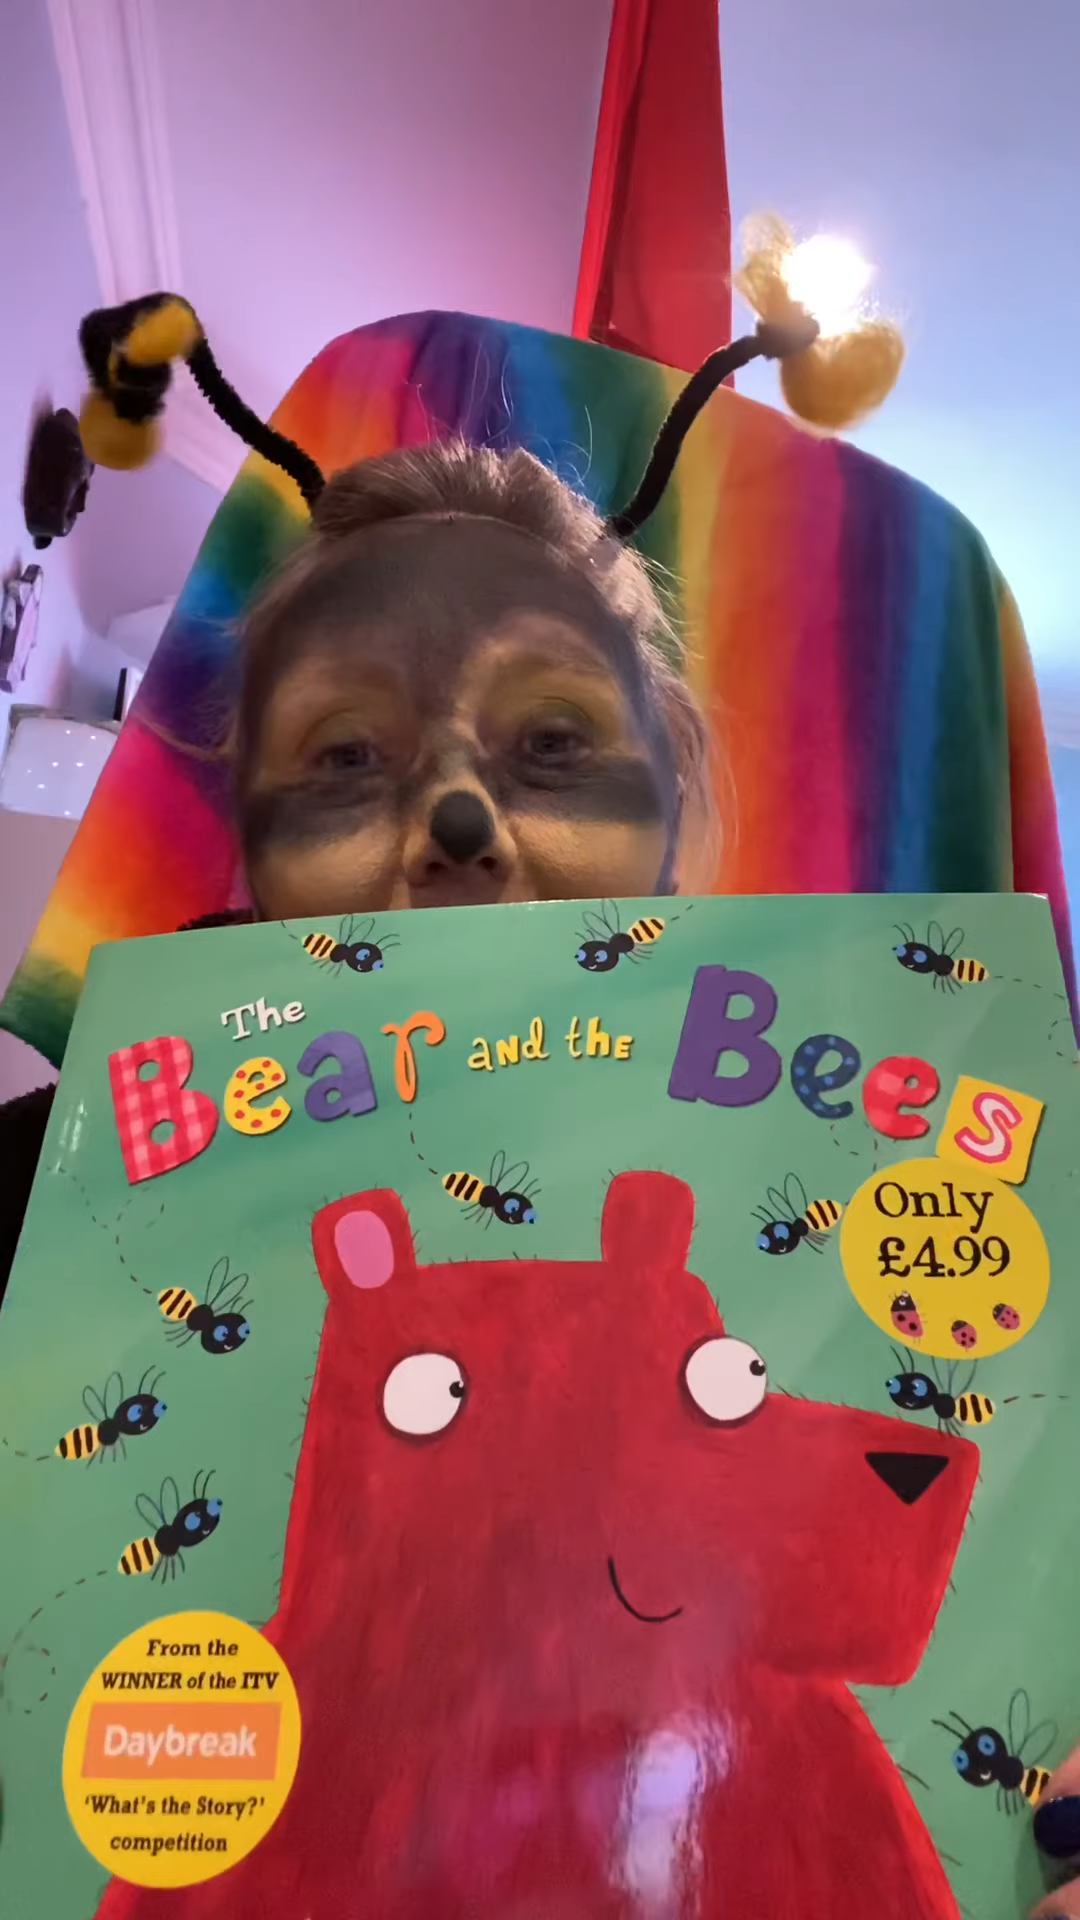 The
Bear and the Bees
Only
£4.99
From the
WINNER of the ITV
Daybreak
'What's the Story?'
competition